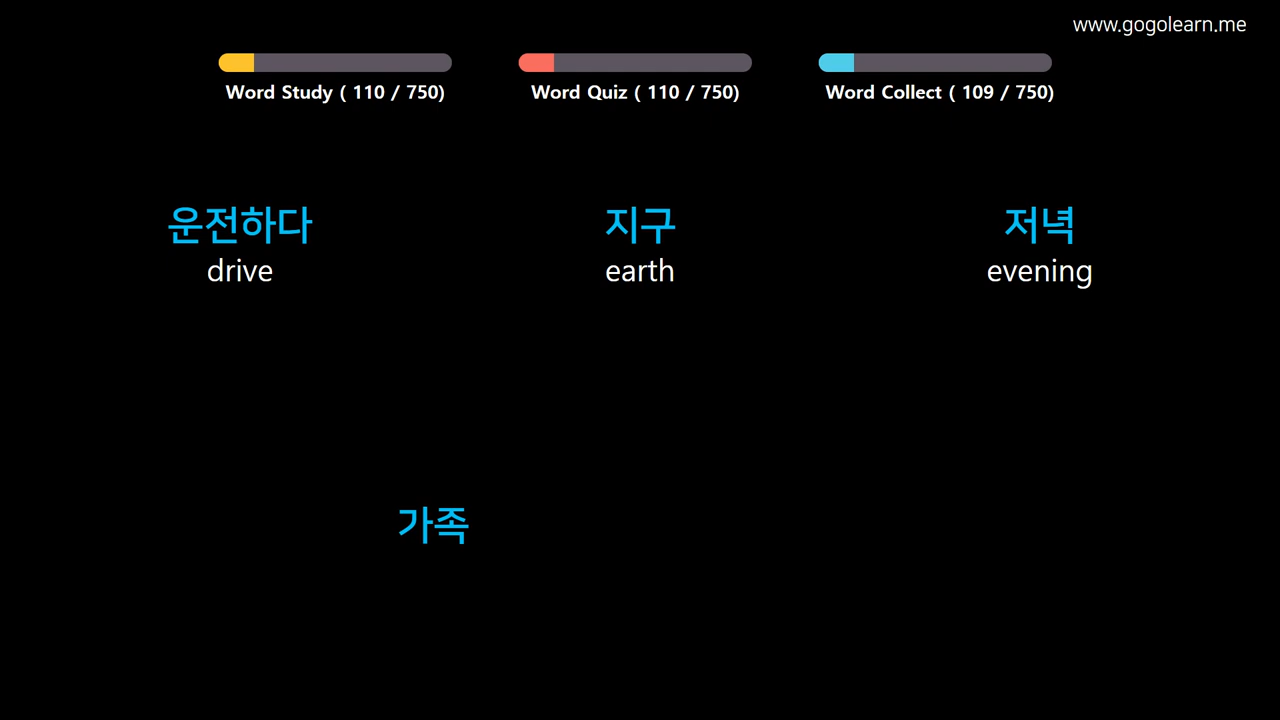 www.gogolearn.me
Word Study ( 110 / 750)
Word Quiz ( 110 / 750)
Word Collect ( 109 / 750)
운전하다
drive
지구
earth
저녁
evening
가족